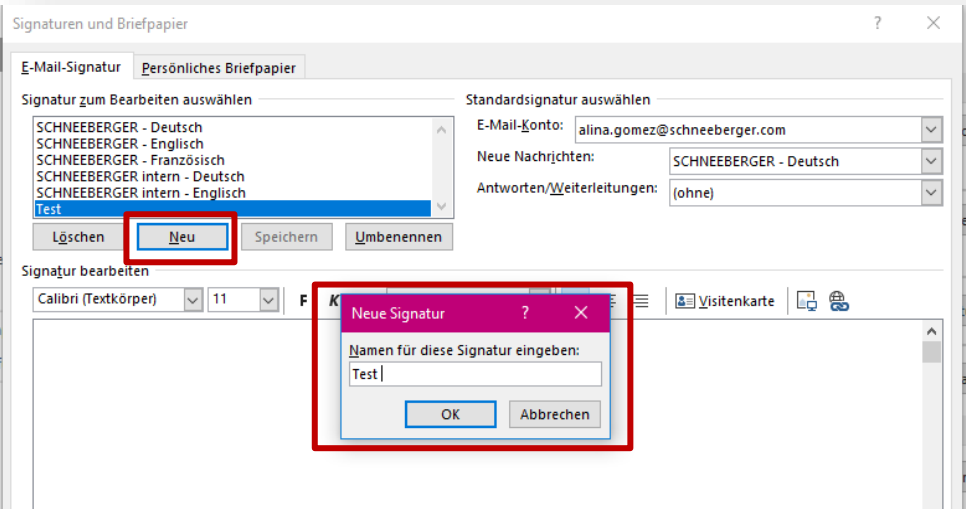 Signaturen und Briefpapier
E-Mail-Signatur Persönliches Briefpapier
Signatur zum Bearbeiten auswählen
SCHNEEBERGER - Deutsch
SCHNEEBERGER - Englisch
SCHNEEBERGER - Französisch
SCHNEEBERGER intern - Deutsch
SCHNEEBERGER intern - Englisch
Test
Löschen Neu Speichern Umbenennen
Standardsignatur auswählen
E-Mail-Konto: alina.gomez@schneeberger.com
Neue Nachrichten: SCHNEEBERGER - Deutsch
Antworten/Weiterleitungen: (ohne)
Signatur bearbeiten
Calibri (Textkörper) 11 F K Visitenkarte
Neue Signatur ?
Namen für diese Signatur eingeben:
Test
OK Abbrechen